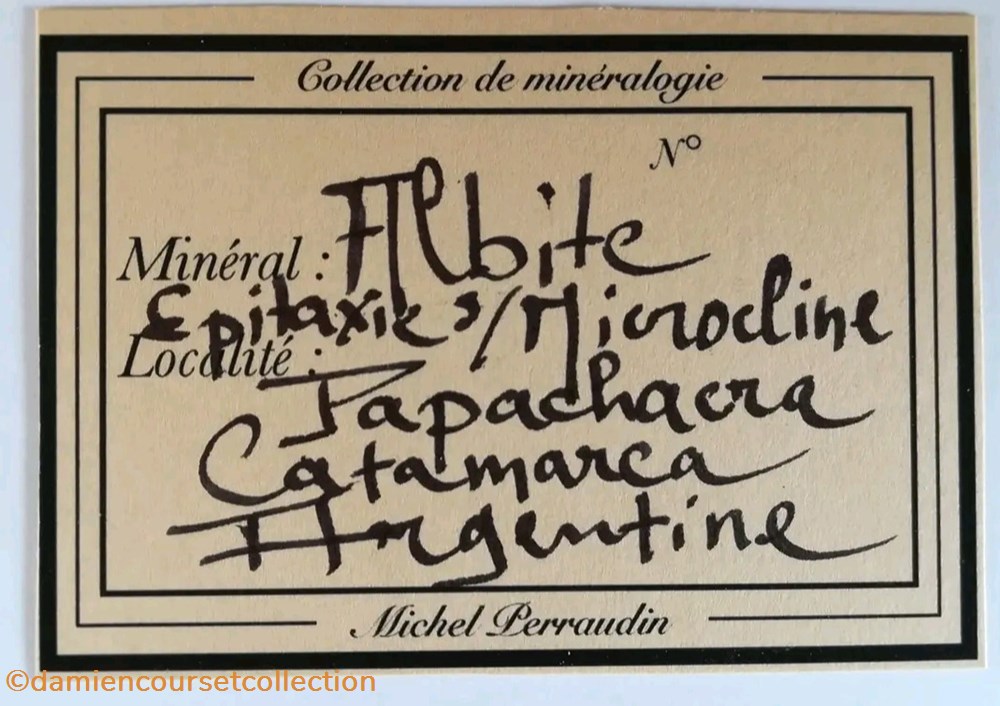 Collection de minéralogie
N°
Minéral : Albite
Epitaxie s/Microcline
Localité :
Papachacra
Catamarca
Argentine
Michel Perraudin
©damiencoursetcollection